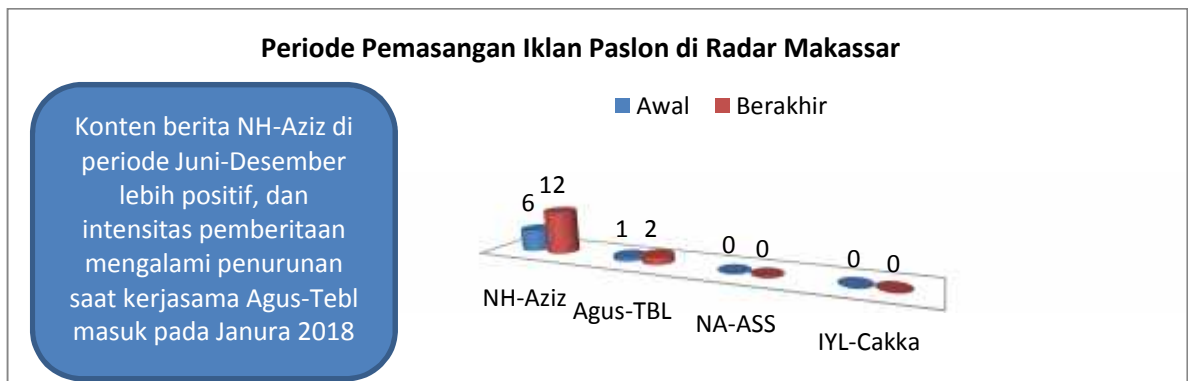 Periode Pemasangan Iklan Paslon di Radar Makassar
Konten berita NH-Aziz di
periode Juni-Desember
lebih positif, dan
intensitas pemberitaan
mengalami penurunan
saat kerjasama Agus-Tebl
masuk pada Janura 2018
Awal Berakhir
6 12
1 2
0 0
0 0
NH-Aziz
Agus-TBL
NA-ASS
IYL-Cakka